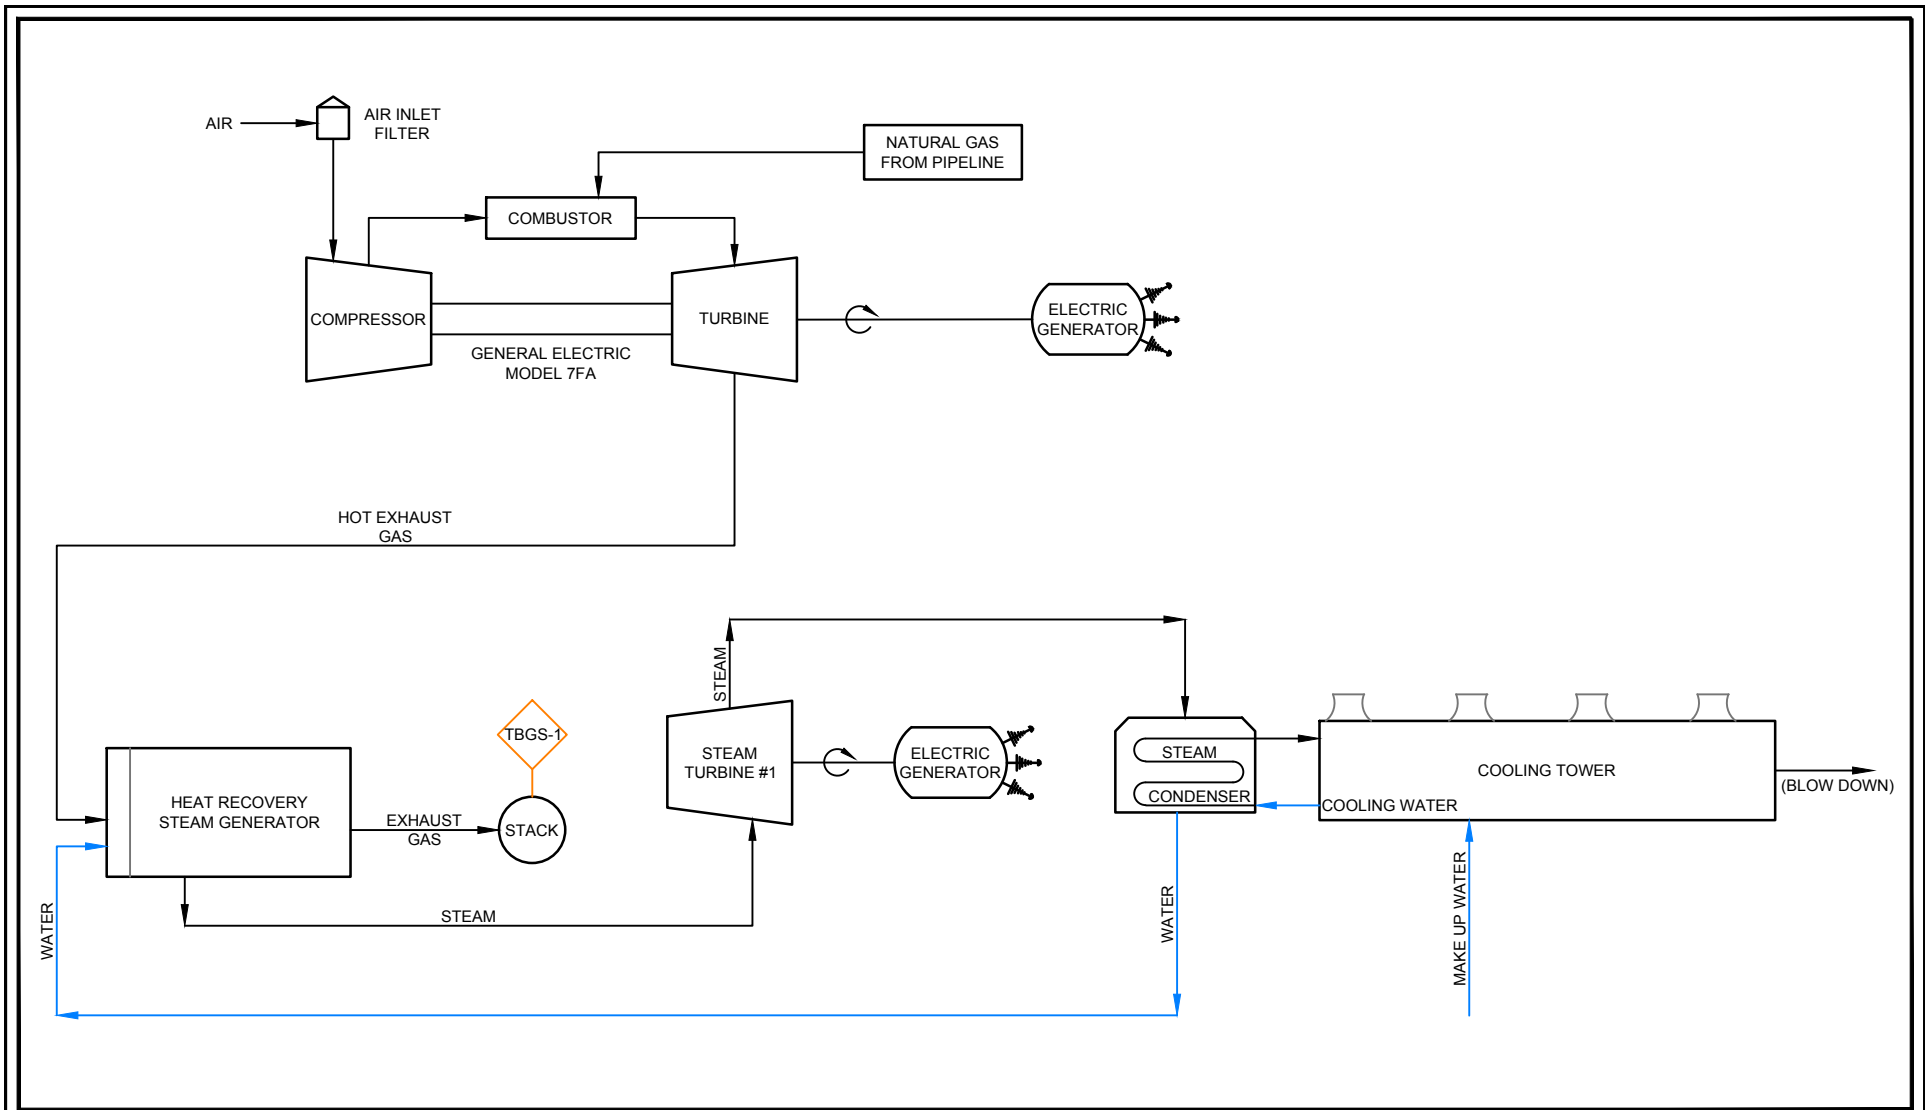 AIR
AIR INLET
FILTER
NATURAL GAS
FROM PIPELINE
COMBUSTOR
COMPRESSOR
TURBINE
ELECTRIC
GENERATOR
GENERAL ELECTRIC
MODEL 7FA
HOT EXHAUST
GAS
STEAM
TBGS-1
STEAM
TURBINE #1
ELECTRIC
GENERATOR
STEAM
CONDENSER
COOLING TOWER
(BLOW DOWN)
COOLING WATER
HEAT RECOVERY
STEAM GENERATOR
EXHAUST
GAS
STACK
STEAM
WATER
WATER
MAKE UP WATER